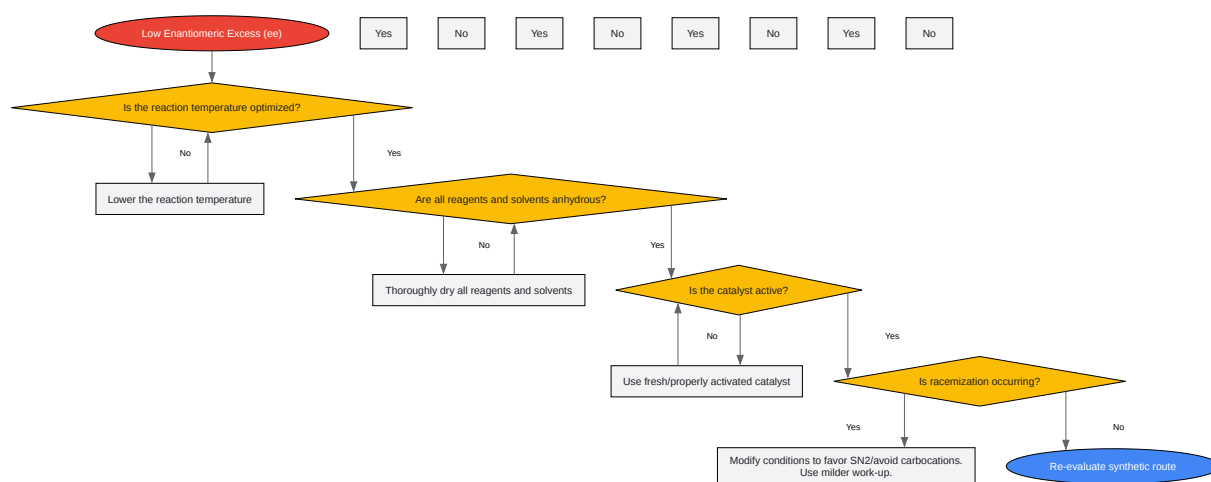 Low Enantiomeric Excess (ee)
Yes
No
Yes
No
Yes
No
Yes
No
Is the reaction temperature optimized?
No
Yes
Lower the reaction temperature
Are all reagents and solvents anhydrous?
No
Yes
Thoroughly dry all reagents and solvents
Is the catalyst active?
No
Yes
Use fresh/properly activated catalyst
Is racemization occurring?
Yes
No
Modify conditions to favor SN2/avoid carbocations.
Use milder work-up.
Re-evaluate synthetic route